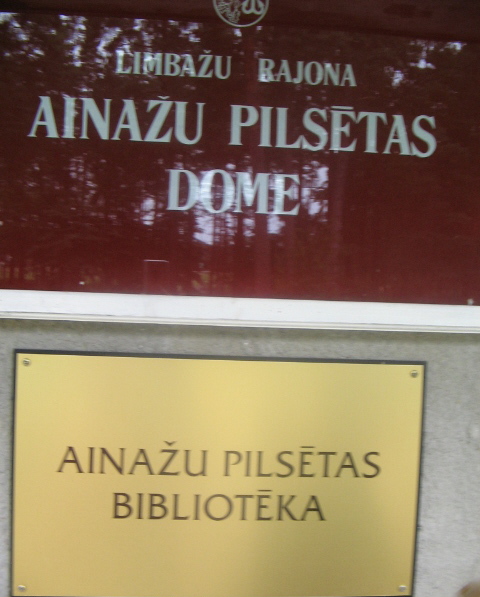 LIMBAŽU RAJONA
AINAŽU PILSĒTAS
DOME
AINAŽU PILSĒTAS
BIBLIOTĒKA